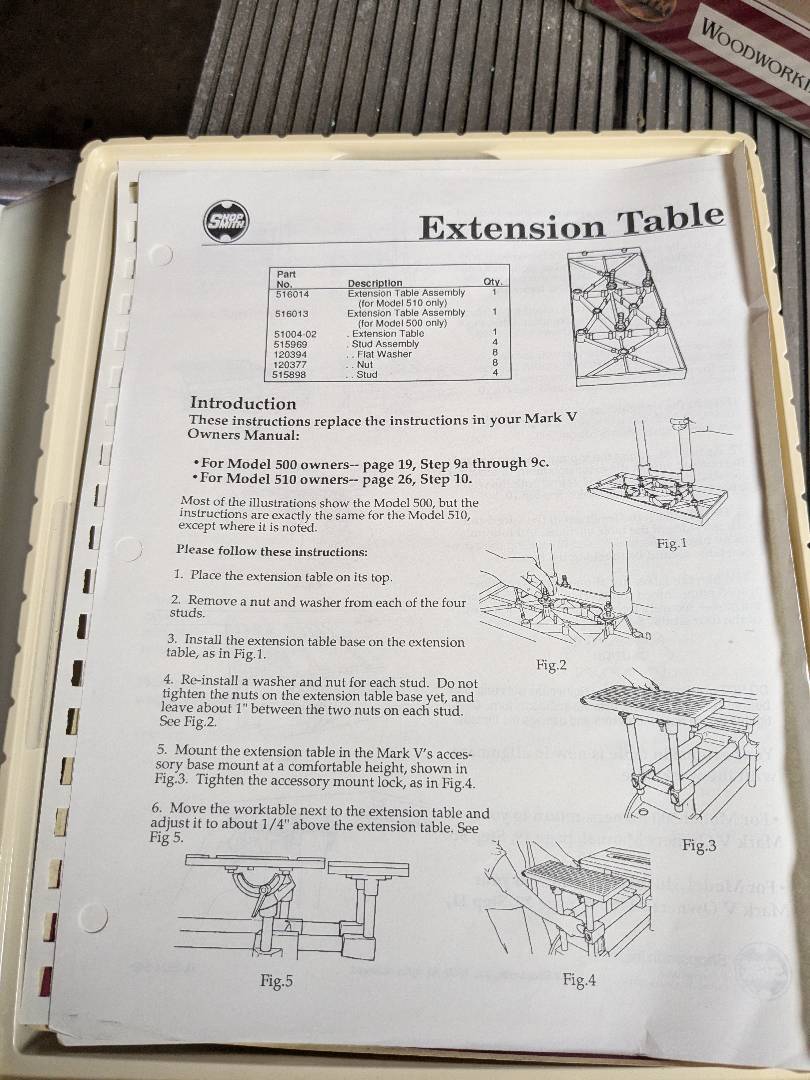 WOODWORKI
SHOP
SMITH
Extension Table
Part
No. Description Qty.
516014 Extension Table Assembly 1
(for Model 510 only)
516013 Extension Table Assembly 1
(for Model 500 only)
51004-02 . Extension Table 1
515969 . Stud Assembly 4
120394 . . Flat Washer 8
120377 . . Nut 8
515898 . . Stud 4
Introduction
These instructions replace the instructions in your Mark V
Owners Manual:
•For Model 500 owners-- page 19, Step 9a through 9c.
•For Model 510 owners-- page 26, Step 10.
Most of the illustrations show the Model 500, but the
instructions are exactly the same for the Model 510,
except where it is noted.
Please follow these instructions:
1. Place the extension table on its top.
2. Remove a nut and washer from each of the four
studs.
3. Install the extension table base on the extension
table, as in Fig.1.
4. Re-install a washer and nut for each stud. Do not
tighten the nuts on the extension table base yet, and
leave about 1" between the two nuts on each stud.
See Fig.2.
5. Mount the extension table in the Mark V's acces-
sory base mount at a comfortable height, shown in
Fig.3. Tighten the accessory mount lock, as in Fig.4.
6. Move the worktable next to the extension table and
adjust it to about 1/4" above the extension table. See
Fig 5.
Fig.1
Fig.2
Fig.3
Fig.5
Fig.4